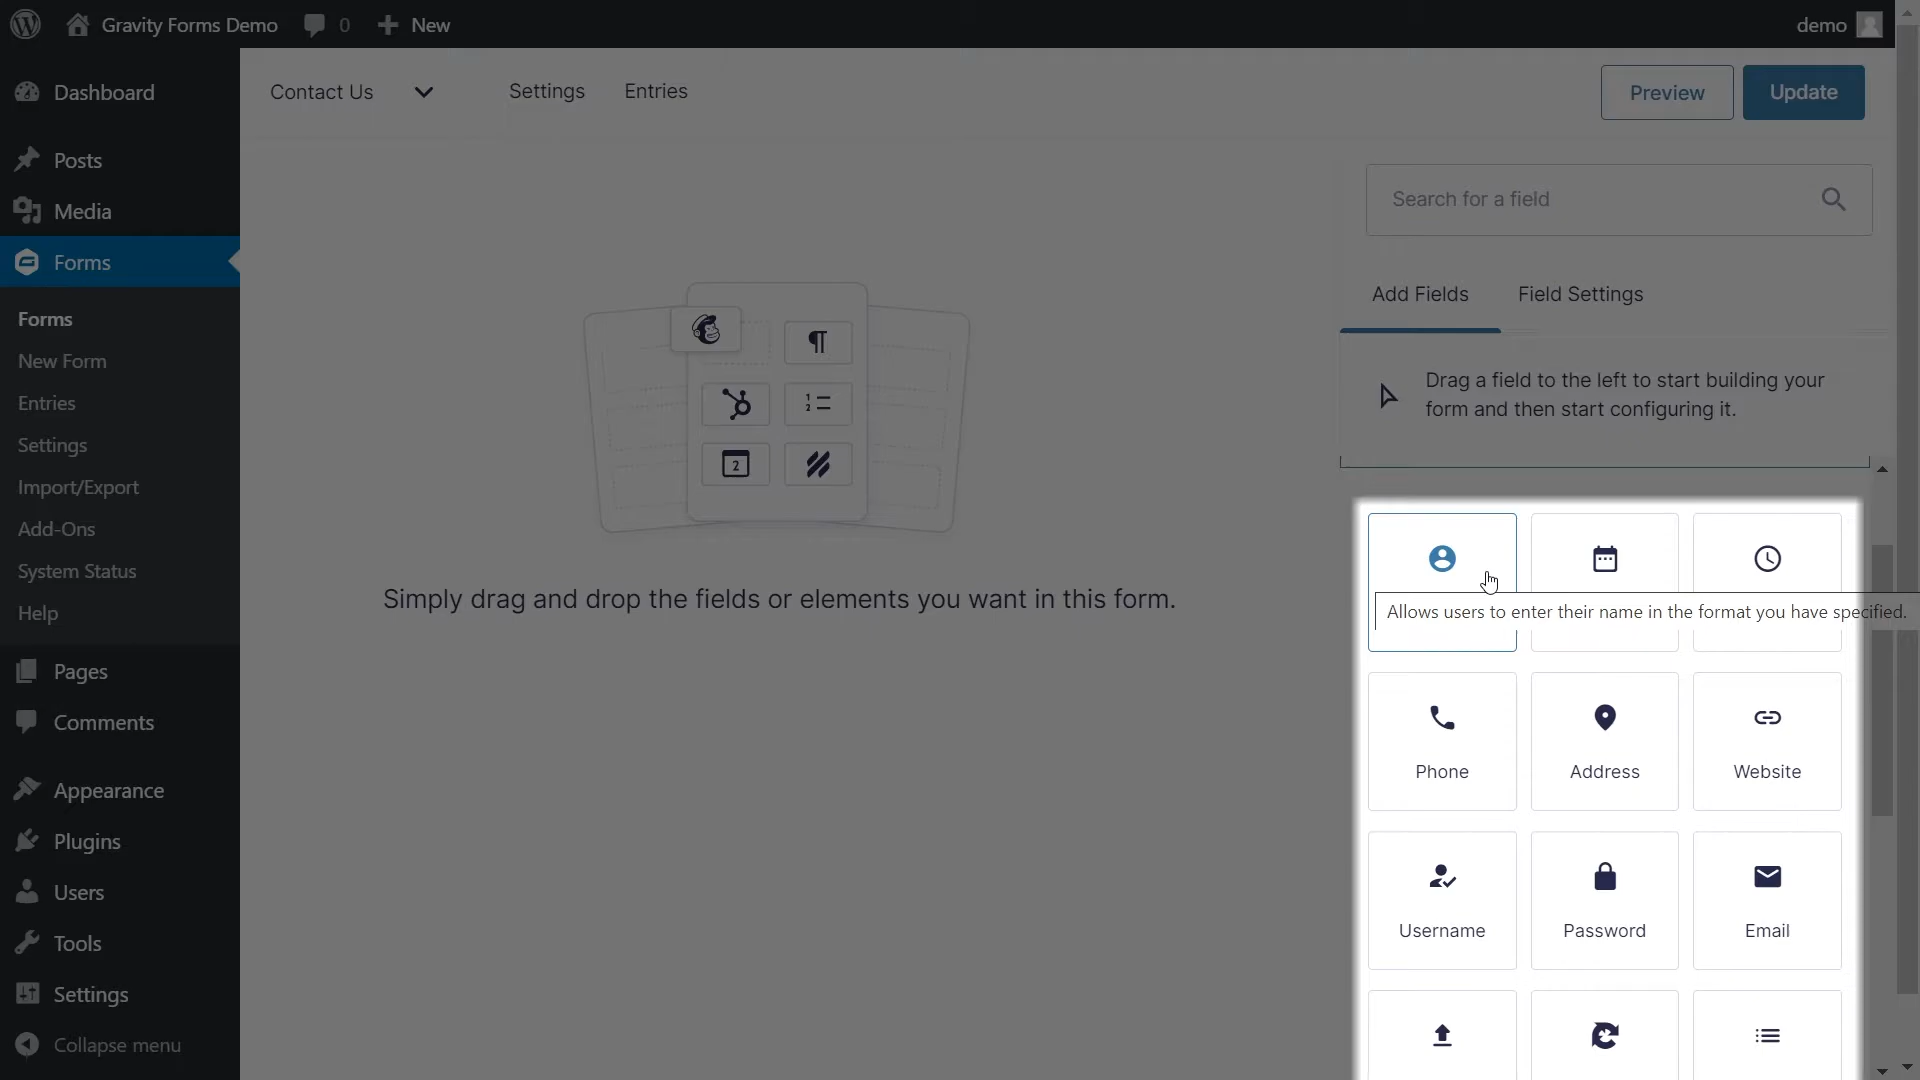 Gravity Forms Demo
0
New
demo
Dashboard
Posts
Media
Forms
Forms
New Form
Entries
Settings
Import/Export
Add-Ons
System Status
Help
Pages
Comments
Appearance
Plugins
Users
Tools
Settings
Collapse menu
Contact Us
Settings
Entries
Preview
Update
1
2
2
Simply drag and drop the fields or elements you want in this form.
Search for a field
Add Fields
Field Settings
Drag a field to the left to start building your
form and then start configuring it.
Allows users to enter their name in the format you have specified.
Phone
Address
Website
Username
Password
Email